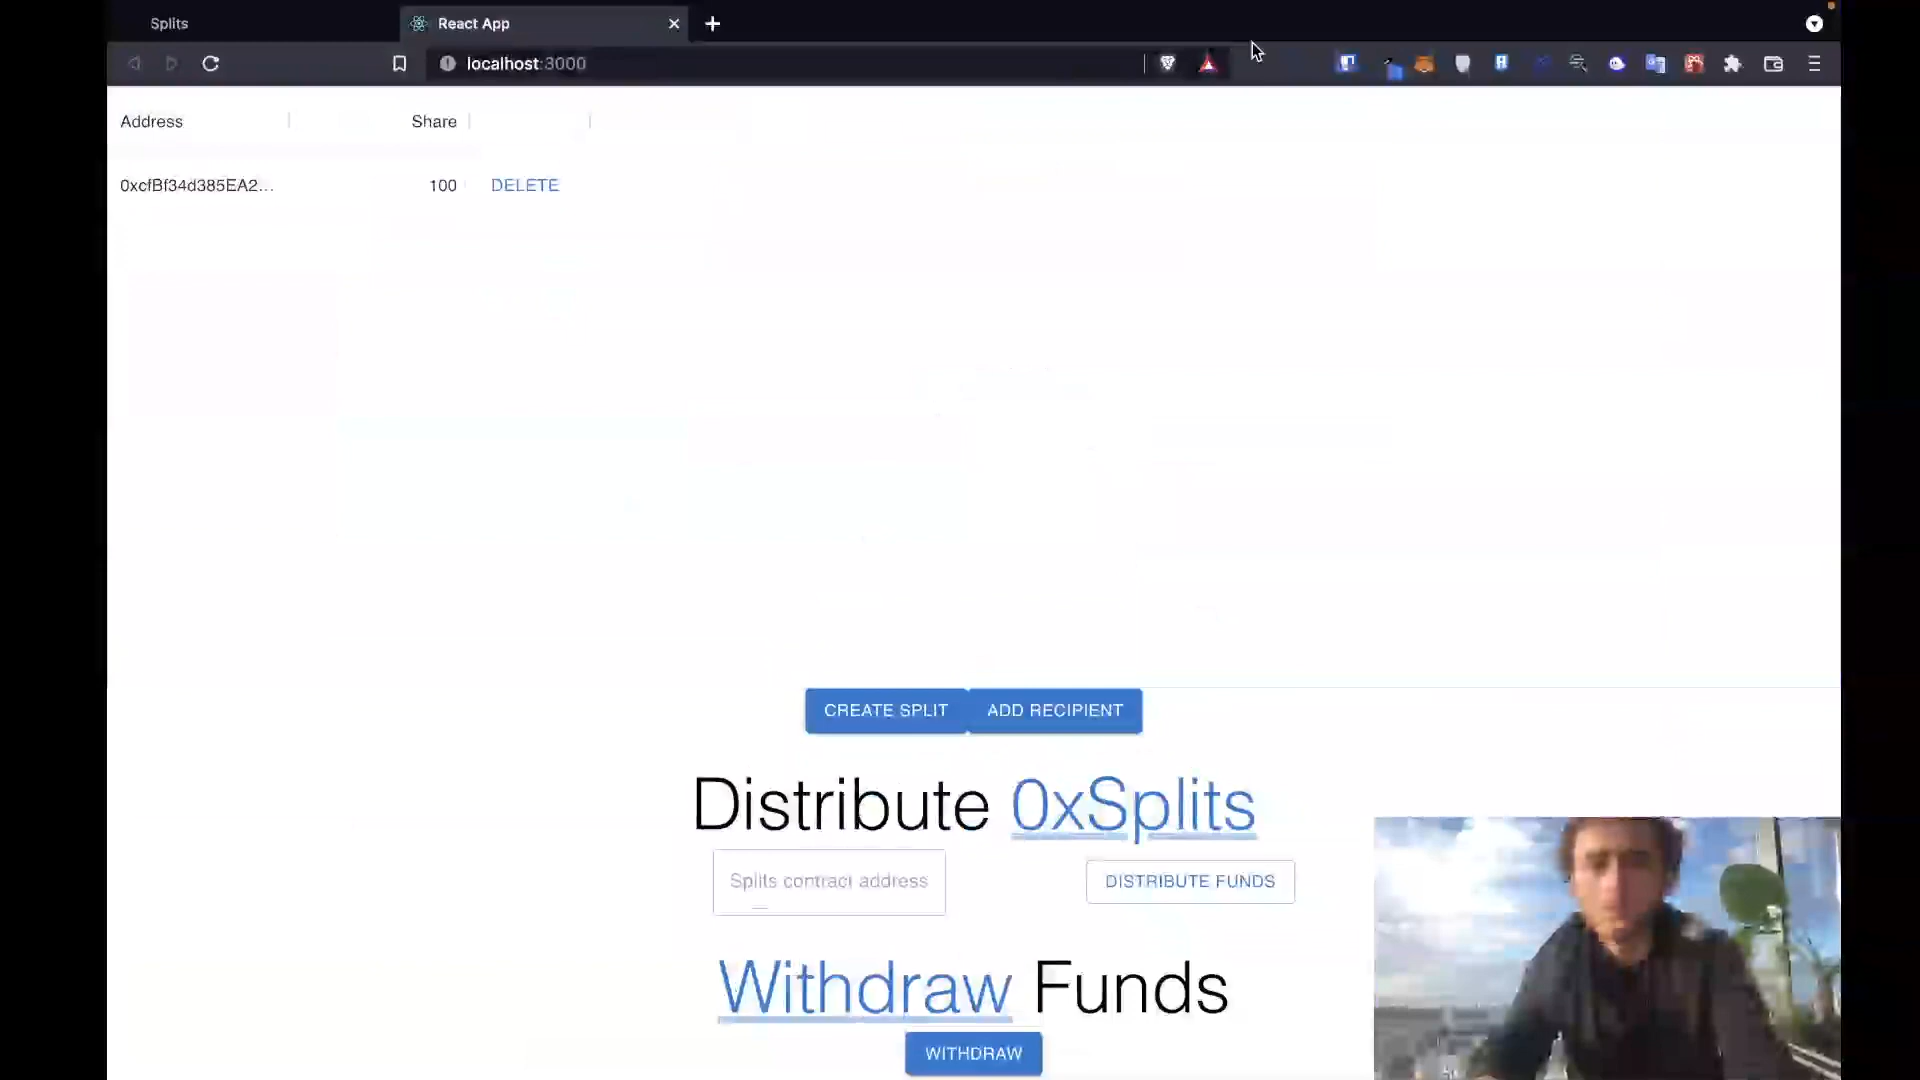 Splits
React App
localhost:3000
Address
Share
0xcfBf34d385EA2...
100
DELETE
CREATE SPLIT
ADD RECIPIENT
Distribute 0xSplits
Splits contract address
DISTRIBUTE FUNDS
Withdraw Funds
WITHDRAW